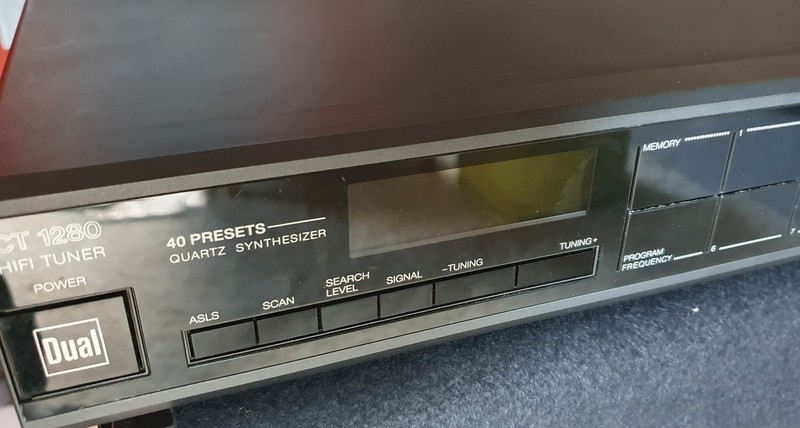 CT 1280
HIFI TUNER
POWER
Dual
40 PRESETS
QUARTZ SYNTHESIZER
ASLS
SCAN
SEARCH
LEVEL
SIGNAL
-TUNING
TUNING+
MEMORY
1
PROGRAM
FREQUENCY
6
7